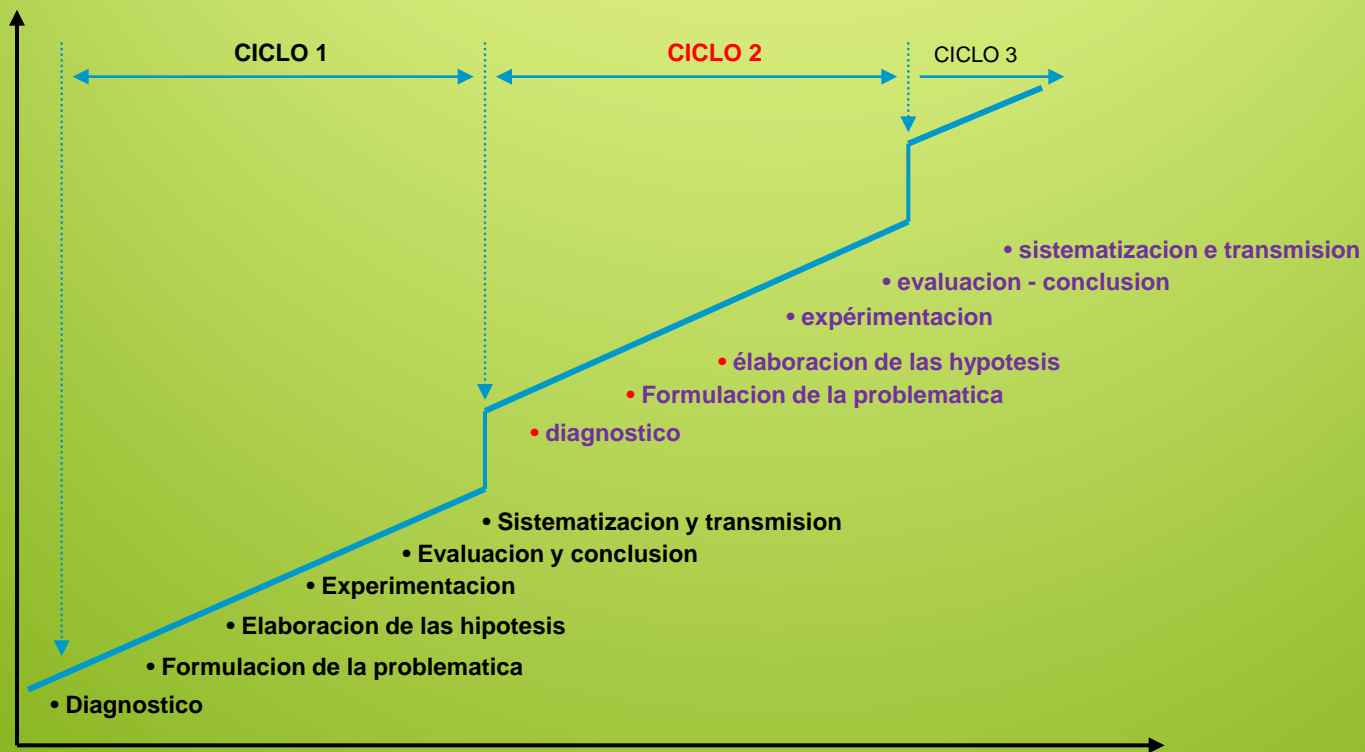 CICLO 1
CICLO 2
CICLO 3
• sistematizacion e transmision
• evaluacion - conclusion
• expérimentacion
• élaboracion de las hypotesis
• Formulacion de la problematica
• diagnostico
• Sistematizacion y transmision
• Evaluacion y conclusion
• Experimentacion
• Elaboracion de las hipotesis
• Formulacion de la problematica
• Diagnostico